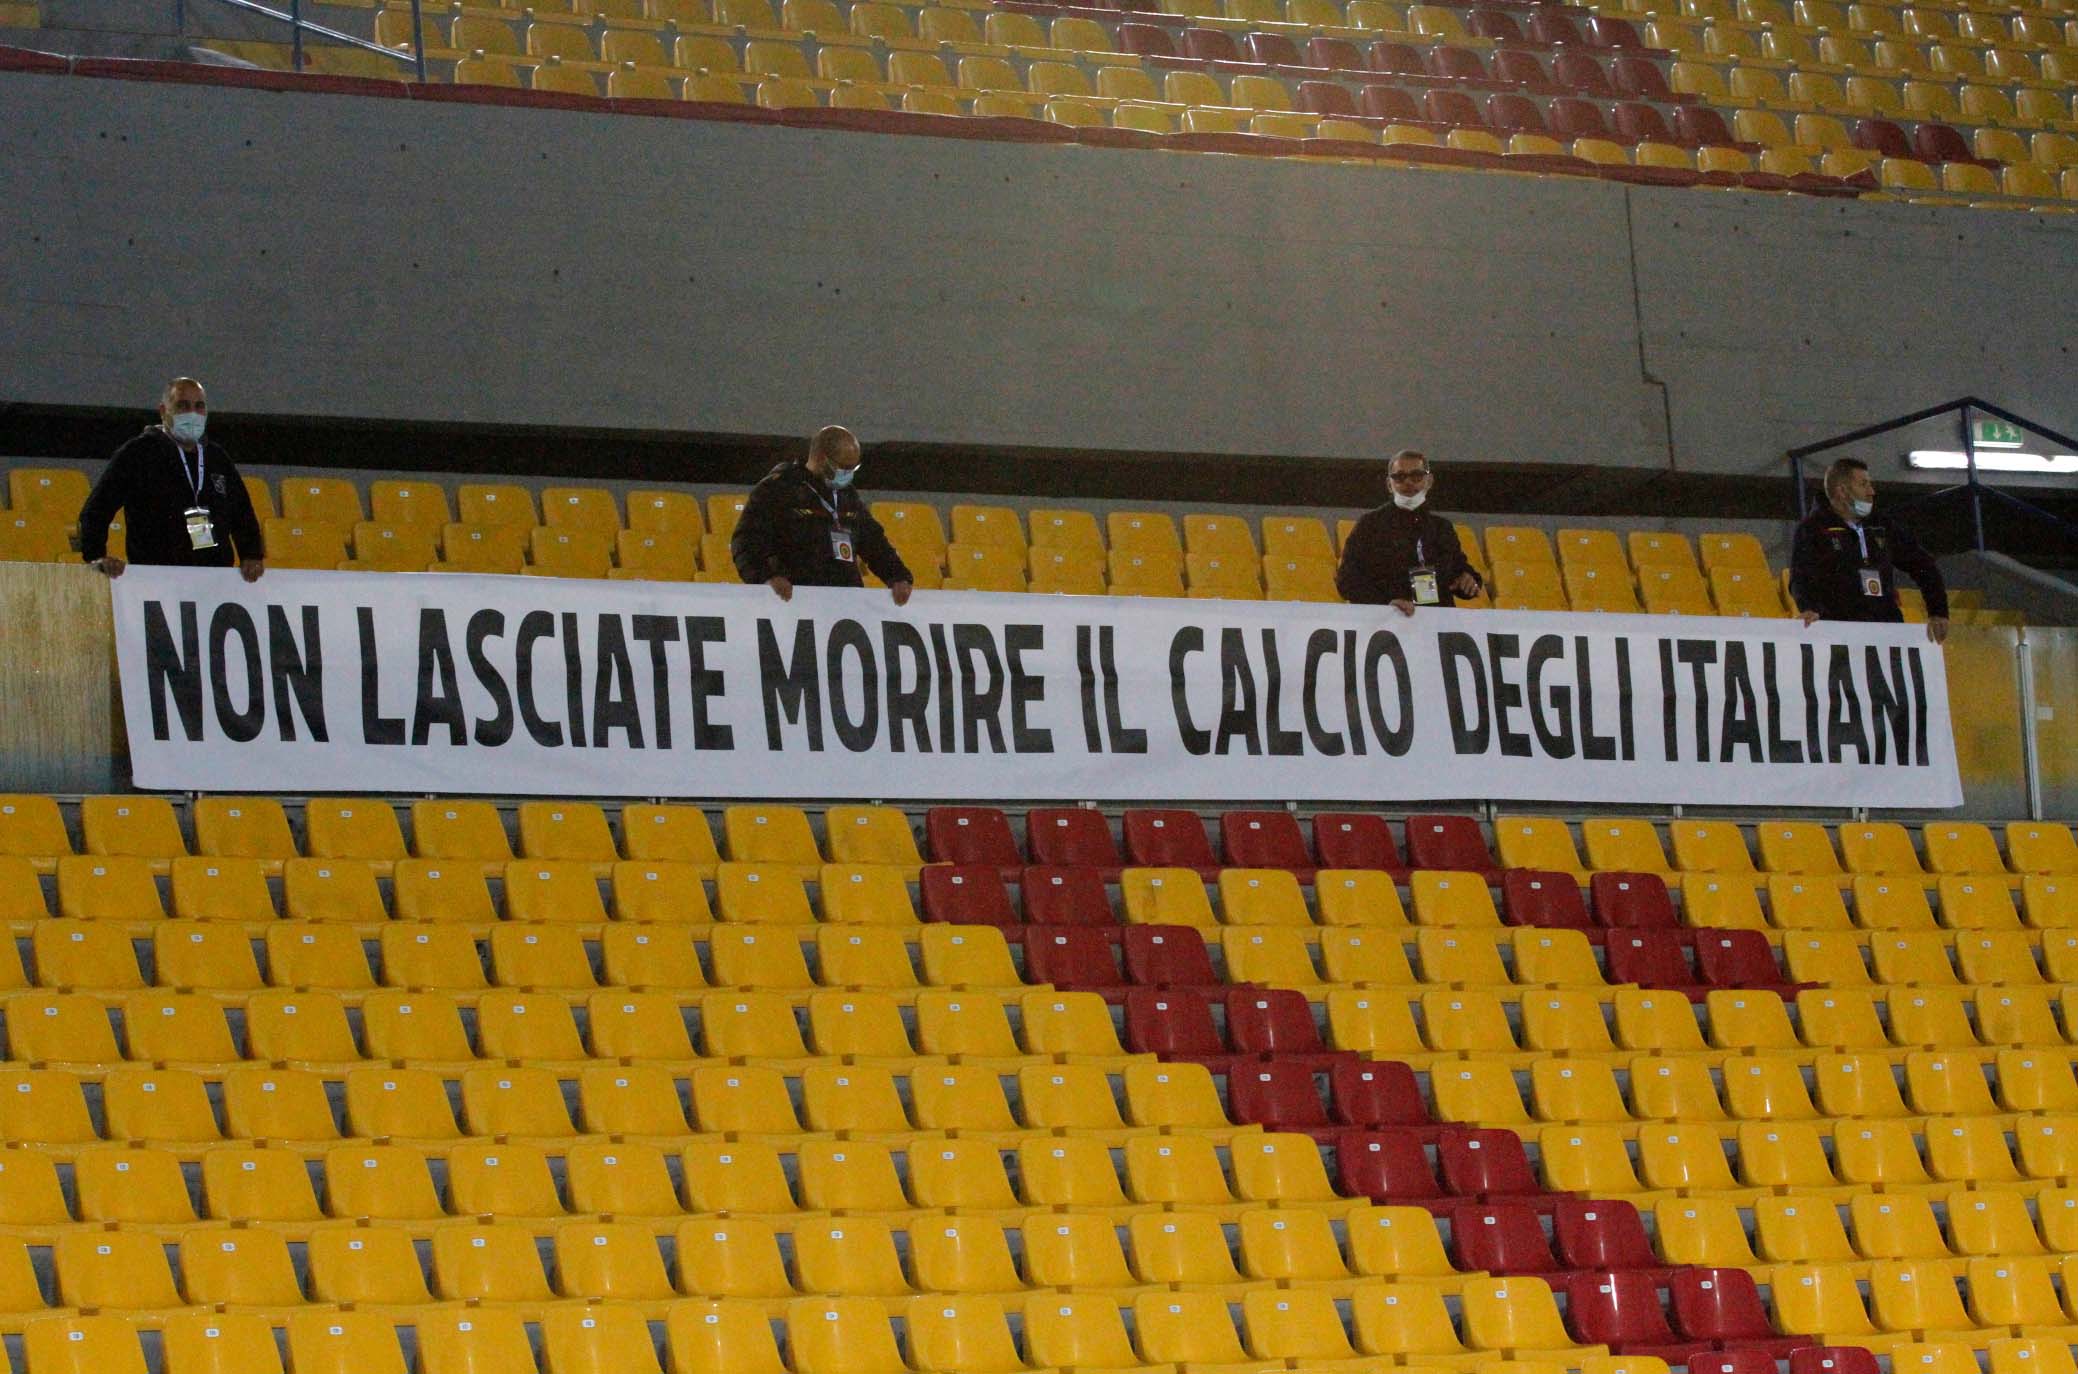 NON LASCIATE MORIRE IL CALCIO DEGLI ITALIANI